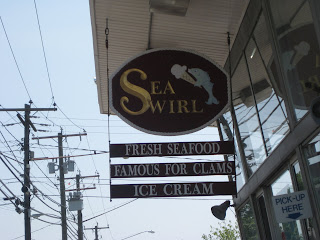 SEA
SWIRL
FRESH SEAFOOD
FAMOUS FOR CLAMS
ICE CREAM
PICK-UP
HERE